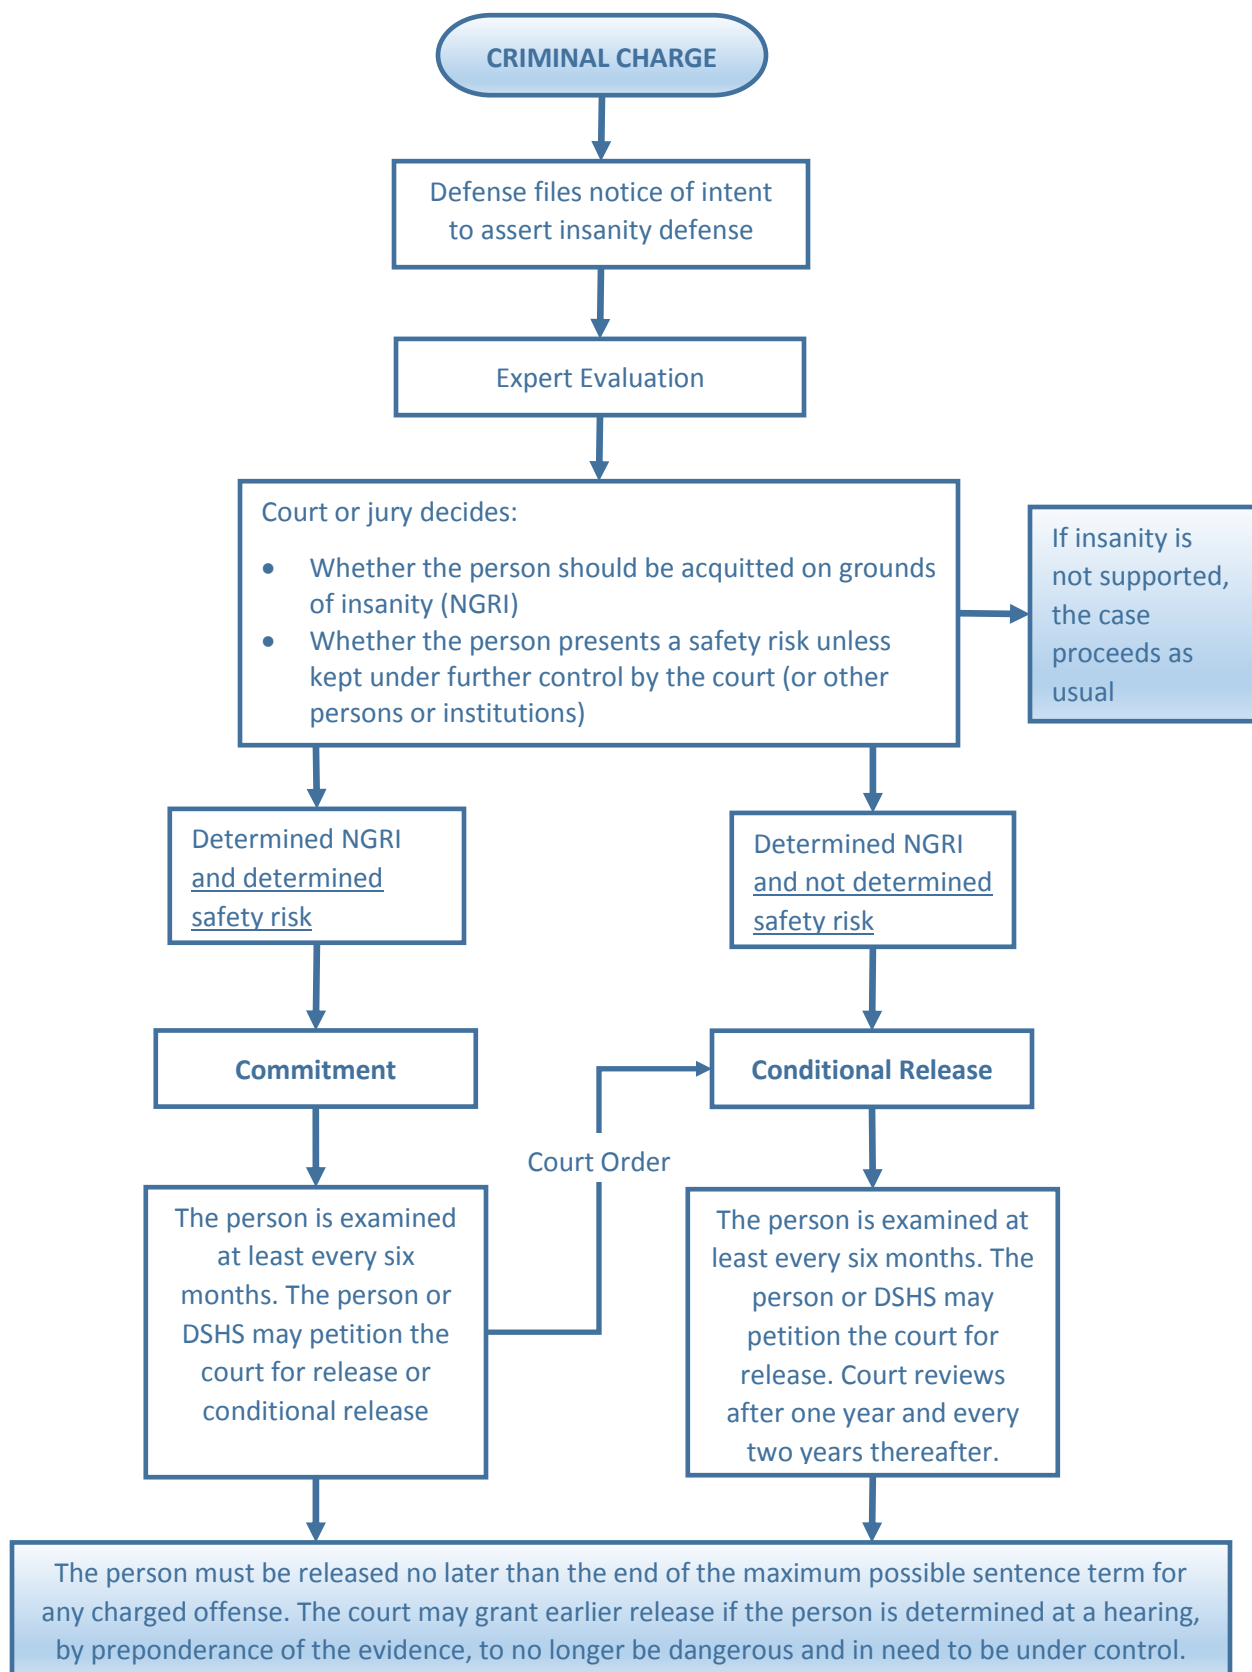 CRIMINAL CHARGE
Defense files notice of intent
to assert insanity defense
Expert Evaluation
Court or jury decides:
• Whether the person should be acquitted on grounds
of insanity (NGRI)
• Whether the person presents a safety risk unless
kept under further control by the court (or other
persons or institutions)
If insanity is
not supported,
the case
proceeds as
usual
Determined NGRI
and determined
safety risk
Determined NGRI
and not determined
safety risk
Commitment
Conditional Release
Court Order
The person is examined
at least every six
months. The person or
DSHS may petition the
court for release or
conditional release
The person is examined at
least every six months. The
person or DSHS may
petition the court for
release. Court reviews
after one year and every
two years thereafter.
The person must be released no later than the end of the maximum possible sentence term for
any charged offense. The court may grant earlier release if the person is determined at a hearing,
by preponderance of the evidence, to no longer be dangerous and in need to be under control.